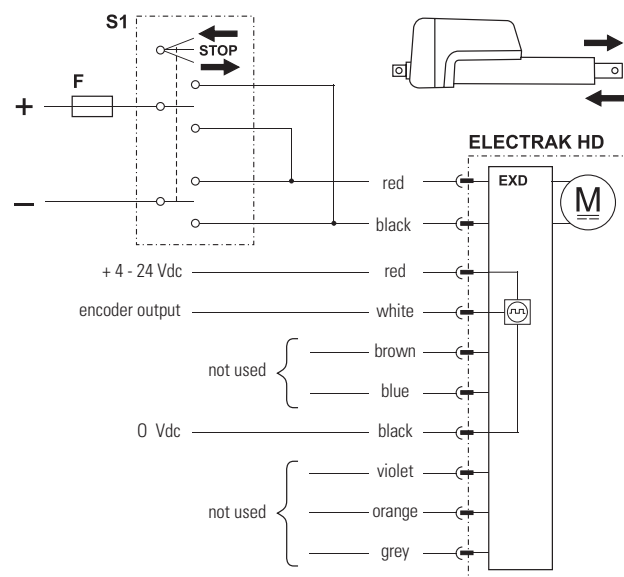 S1
STOP
F
+
–
ELECTRAK HD
EXD
M
red
black
+ 4 - 24 Vdc
red
encoder output
white
not used
brown
blue
0 Vdc
black
not used
violet
orange
grey